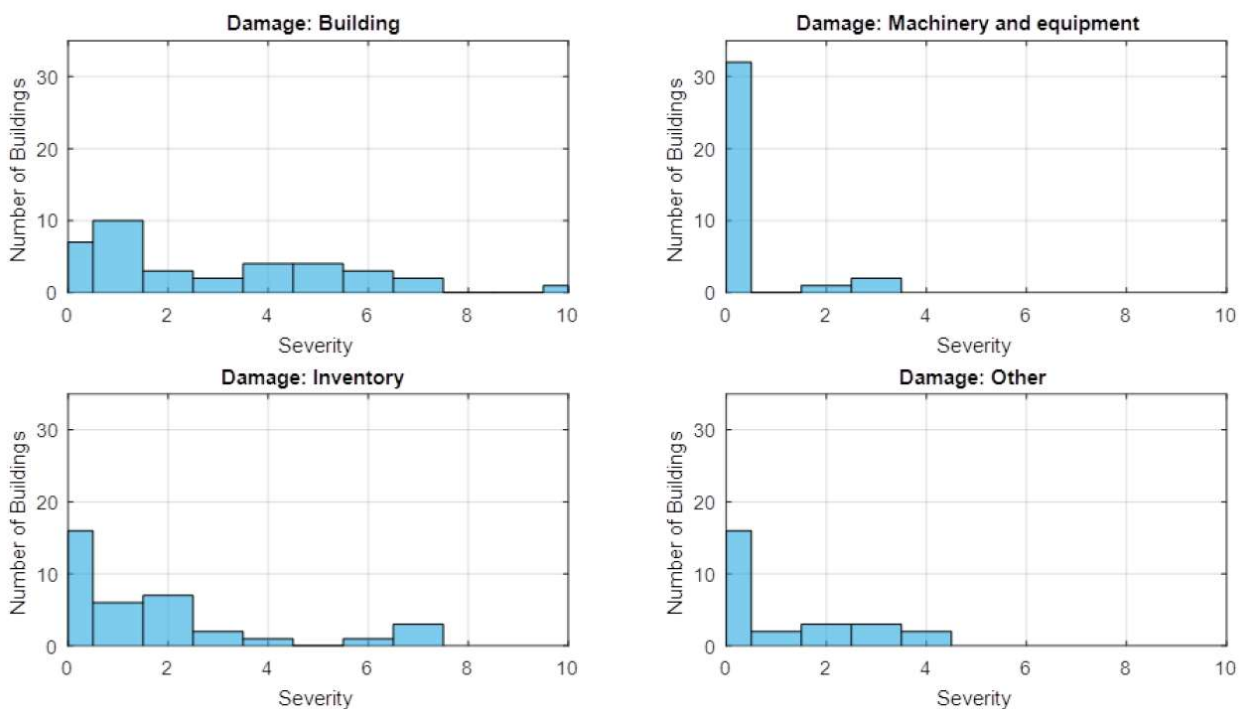 Damage: Building
Number of Buildings
30
20
10
0
0 2 4 6 8 10
Severity
Damage: Machinery and equipment
Number of Buildings
30
20
10
0
0 2 4 6 8 10
Severity
Damage: Inventory
Number of Buildings
30
20
10
0
0 2 4 6 8 10
Severity
Damage: Other
Number of Buildings
30
20
10
0
0 2 4 6 8 10
Severity